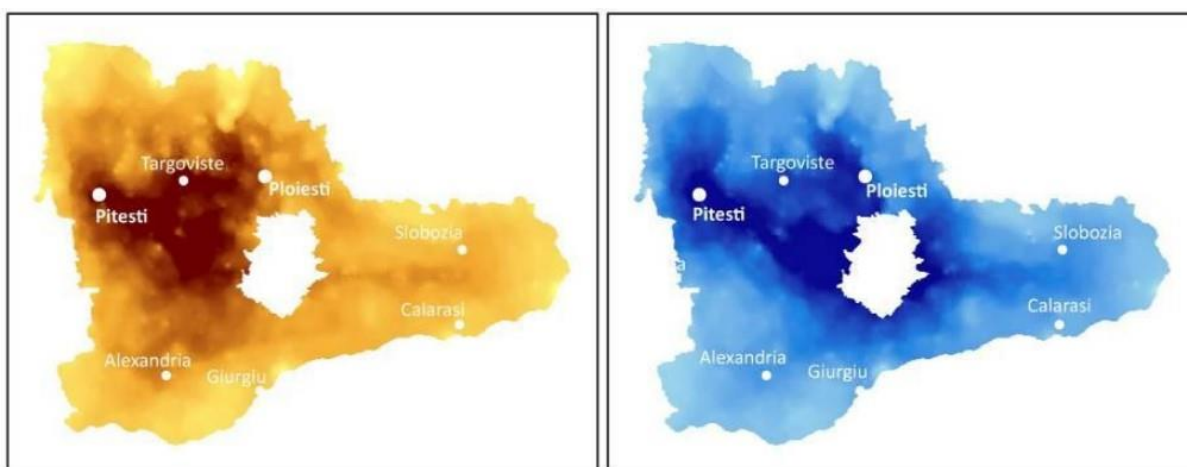 Targoviste
Ploiesti
Pitesti
Slobozia
Calarasi
Alexandria
Giurgiu
Targoviste
Ploiesti
Pitesti
a
Slobozia
Calarasi
Alexandria
Giurgiu